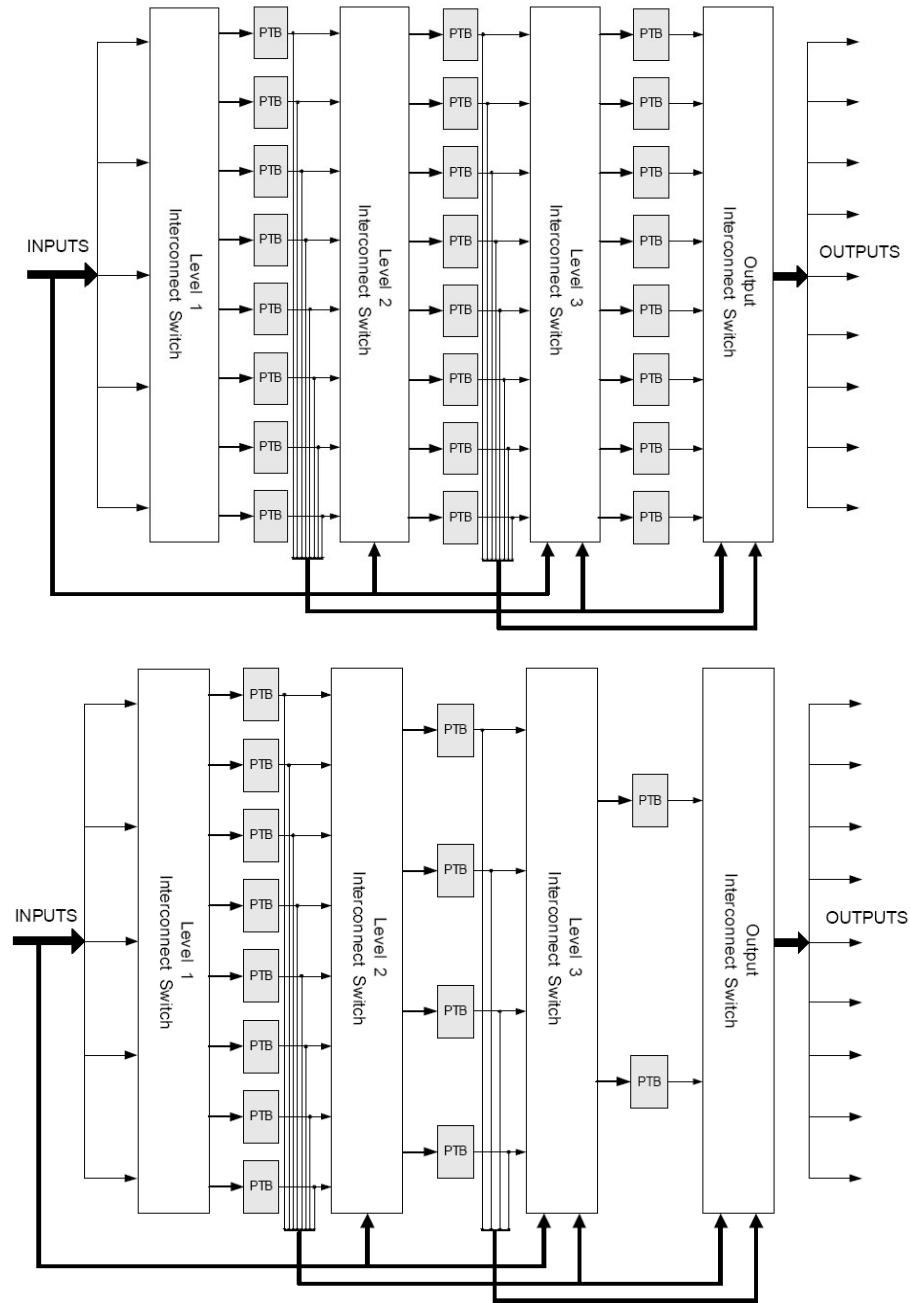 PTB PTB PTB
PTB PTB PTB
PTB PTB PTB
PTB PTB PTB
INPUTS
Level 1
Interconnect Switch
Level 2
Interconnect Switch
Level 3
Interconnect Switch
Output
Interconnect Switch
OUTPUTS
PTB PTB PTB
PTB PTB PTB
PTB PTB PTB
PTB PTB PTB
PTB
PTB
PTB
PTB
PTB
PTB
PTB
PTB
INPUTS
Level 1
Interconnect Switch
Level 2
Interconnect Switch
Level 3
Interconnect Switch
Output
Interconnect Switch
OUTPUTS
PTB
PTB
PTB
PTB
PTB
PTB